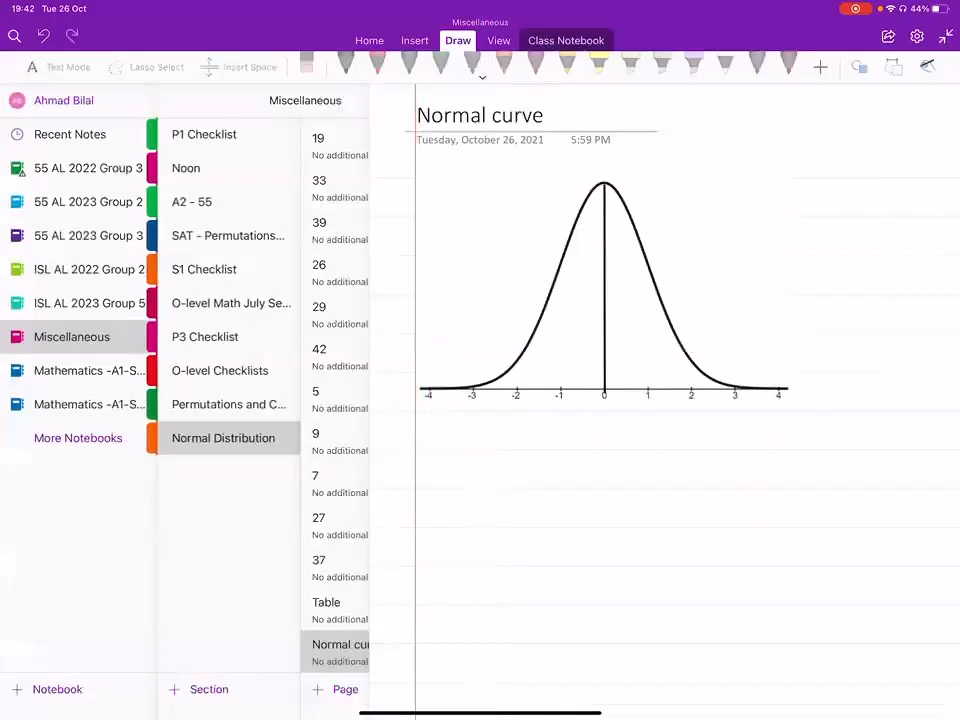 19:42 Tue 26 Oct
44%
Miscellaneous
Home Insert Draw View Class Notebook
A Text Mode Lasso Select Insert Space
AB Ahmad Bilal
Recent Notes
55 AL 2022 Group 3
55 AL 2023 Group 2
55 AL 2023 Group 3
ISL AL 2022 Group 2
ISL AL 2023 Group 5
Miscellaneous
Mathematics -A1-S...
Mathematics -A1-S...
More Notebooks
Notebook
Miscellaneous
P1 Checklist
Noon
A2 - 55
SAT - Permutations...
S1 Checklist
O-level Math July Se...
P3 Checklist
O-level Checklists
Permutations and C...
Normal Distribution
Section
19
No additional
33
No additional
39
No additional
26
No additional
29
No additional
42
No additional
5
No additional
9
No additional
7
No additional
27
No additional
37
No additional
Table
No additional
Normal cur
No additional
Page
Normal curve
Tuesday, October 26, 2021 5:59 PM
-4 -3 -2 -1 0 1 2 3 4